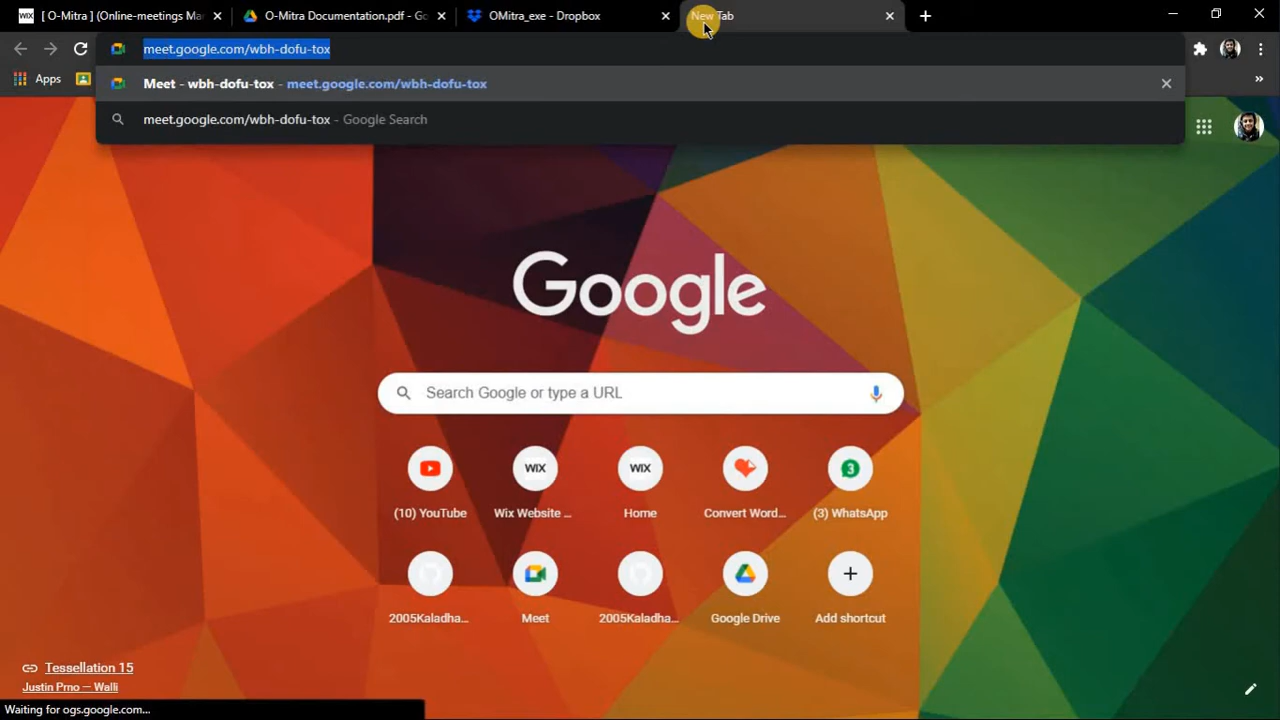 WIX [ O-Mitra ] (Online-meetings Ma
O-Mitra Documentation.pdf - Go
OMitra_exe - Dropbox
New Tab
meet.google.com/wbh-dofu-tox
Apps
»
Meet - wbh-dofu-tox - meet.google.com/wbh-dofu-tox
meet.google.com/wbh-dofu-tox - Google Search
Google
Search Google or type a URL
WIX WIX 3
(10) YouTube Wix Website ... Home Convert Word... (3) WhatsApp
2005Kaladha... Meet 2005Kaladha... Google Drive Add shortcut
Tessellation 15
Justin Prno — Walli
Waiting for ogs.google.com...